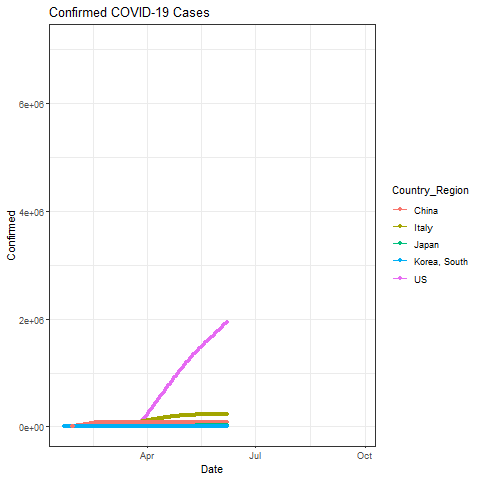 Confirmed COVID-19 Cases
6e+06
4e+06
2e+06
0e+00
Confirmed
Apr
Jul
Oct
Date
Country_Region
China
Italy
Japan
Korea, South
US